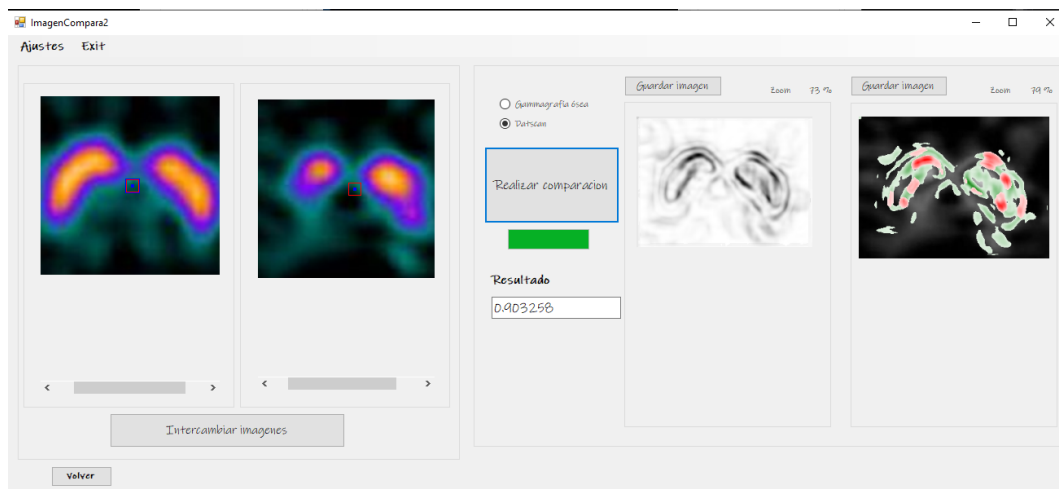 ImagenCompara2
Ajustes Exit
Guardar imagen Zoom 73 %
Guardar imagen Zoom 79 %
Gammagrafía ósea
Datscan
Realizar comparacion
Resultado
0.903258
Intercambiar imagenes
Volver